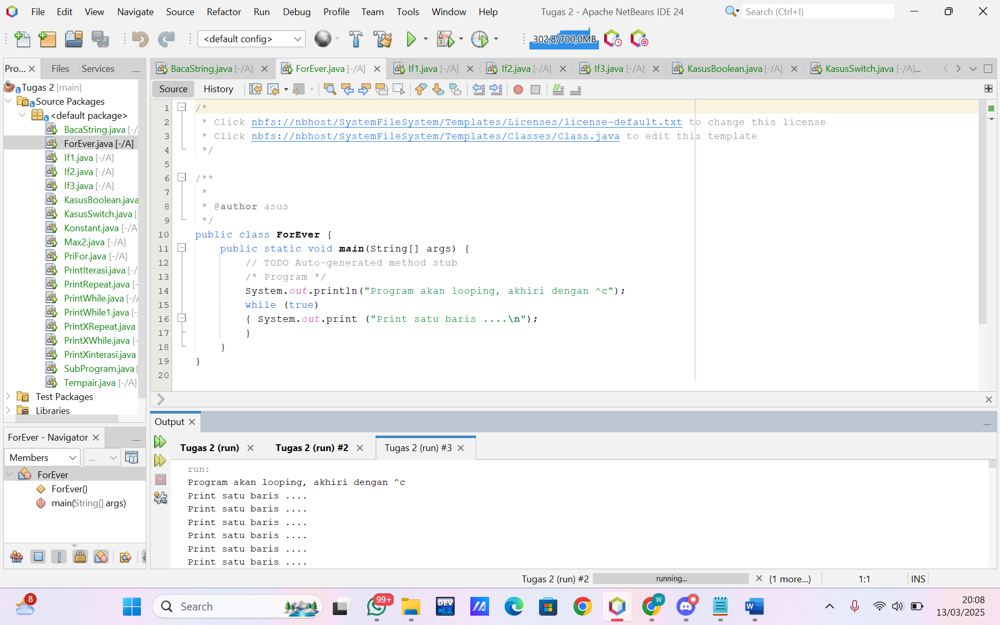 File Edit View Navigate Source Refactor Run Debug Profile Team Tools Window Help Tugas 2 - Apache NetBeans IDE 24 Search (Ctrl+I)
<default config> 302,8/700,0MB
Pro... Files Services
BacaString.java [-/A] ForEver.java [-/A] If1.java [-/A] If2.java [-/A] If3.java [-/A] KasusBoolean.java [-/A] KasusSwitch.java [-/A]...
Source History
Tugas 2 [main]
Source Packages
<default package>
BacaString.java [-/
ForEver.java [-/A]
If1.java [-/A]
If2.java [-/A]
If3.java [-/A]
KasusBoolean.java
KasusSwitch.java [
Konstant.java [-/A
Max2.java [-/A]
PriFor.java [-/A]
PrintIterasi.java [-/
PrintRepeat.java [-
PrintWhile.java [-/
PrintWhile1.java [-
PrintXRepeat.java
PrintXWhile.java [-
PrintXinterasi.java
SubProgram.java [
Tempair.java [-/A]
Test Packages
Libraries
1 /*
2 * Click nbfs://nbhost/SystemFileSystem/Templates/Licenses/license-default.txt to change this license
3 * Click nbfs://nbhost/SystemFileSystem/Templates/Classes/Class.java to edit this template
4 */
5
6 /**
7 *
8 * @author asus
9 */
10 public class ForEver {
11 public static void main(String[] args) {
12 // TODO Auto-generated method stub
13 /* Program */
14 System.out.println("Program akan looping, akhiri dengan ^c");
15 while (true)
16 { System.out.print ("Print satu baris ....\n");
17 }
18 }
19 }
20
ForEver - Navigator
Members ...
ForEver
ForEver()
main(String[] args)
Output
Tugas 2 (run) Tugas 2 (run) #2 Tugas 2 (run) #3
run:
Program akan looping, akhiri dengan ^c
Print satu baris ....
Print satu baris ....
Print satu baris ....
Print satu baris ....
Print satu baris ....
Print satu baris ....
Tugas 2 (run) #2 running... (1 more...) 1:1 INS
8 Search 99+ DEV C++ W W 20:08
13/03/2025